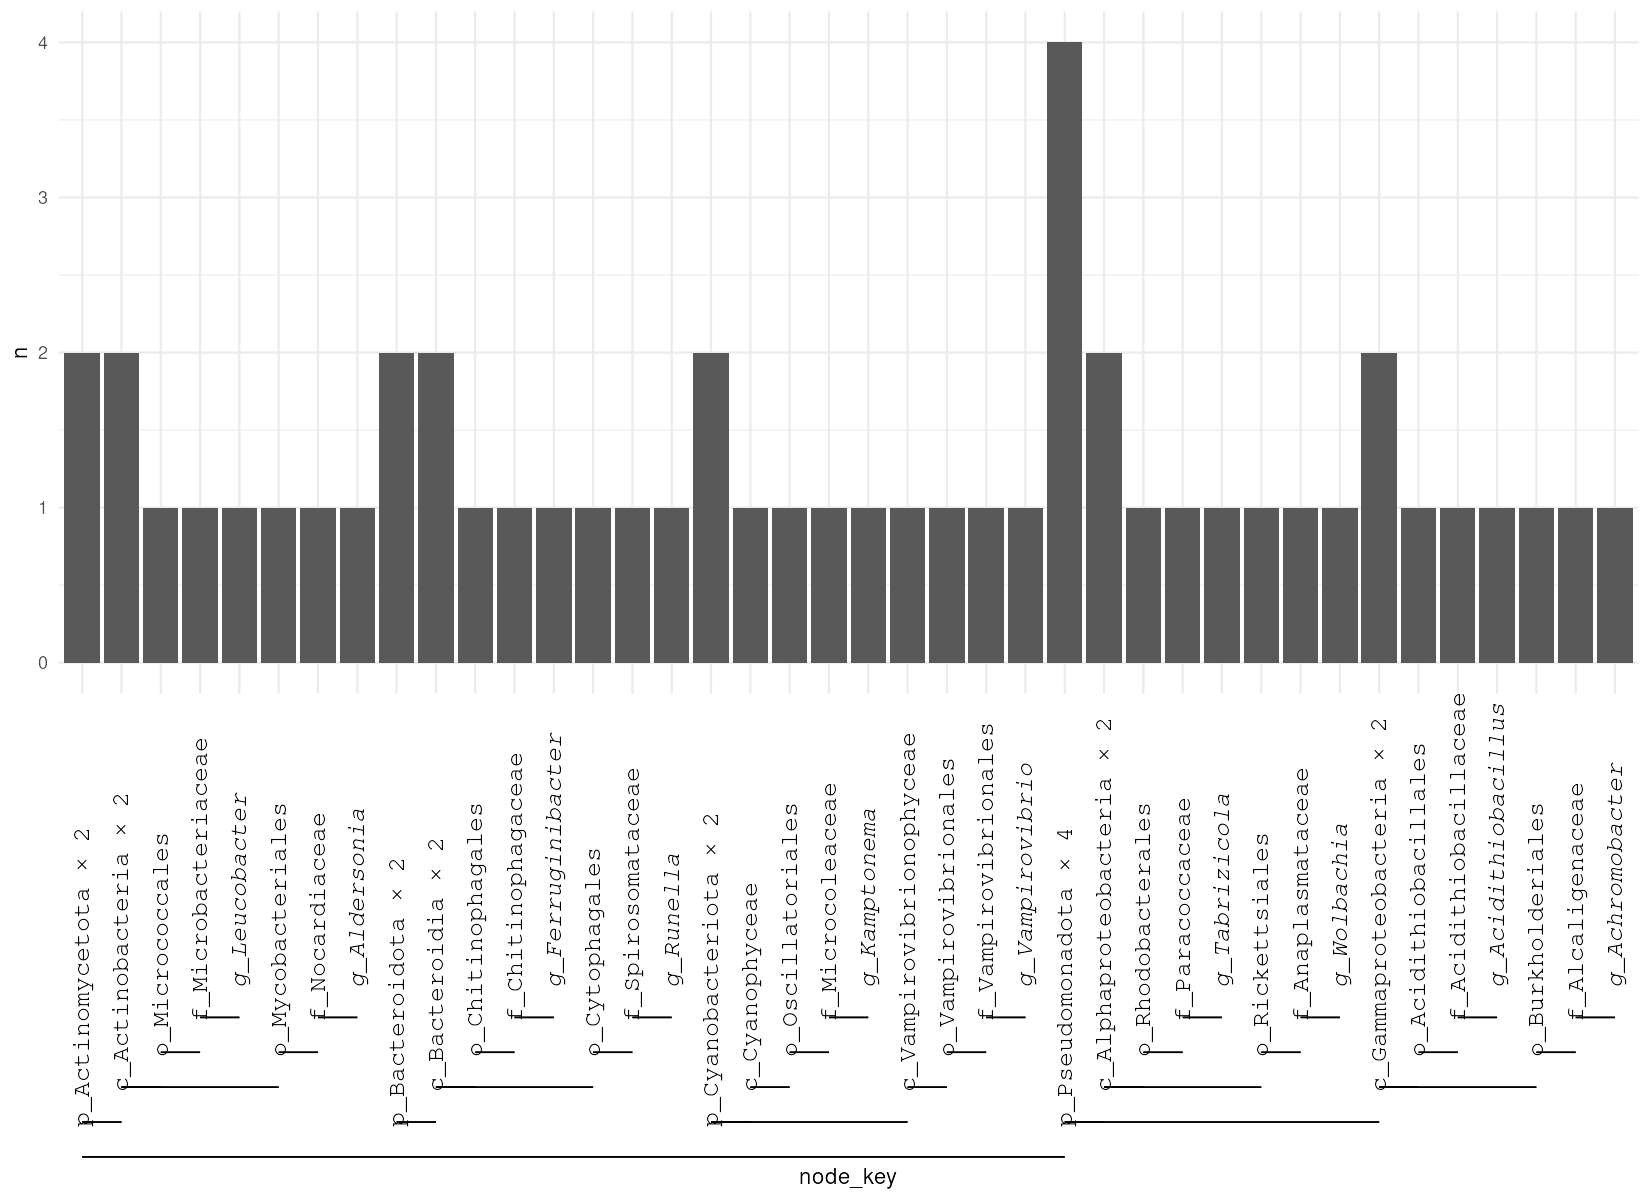 4
3
2
1
0
n
p_Actinomycetota × 2
c_Actinobacteria × 2
o_Micrococcales
f_Microbacteriaceae
g_Leucobacter
o_Mycobacteriales
f_Nocardiaceae
g_Aldersonia
p_Bacteroidota × 2
c_Bacteroidia × 2
o_Chitinophagales
f_Chitinophagaceae
g_Ferruginibacter
o_Cytophagales
f_Spirosomataceae
g_Runella
p_Cyanobacteriota × 2
c_Cyanophyceae
o_Oscillatoriales
f_Microcoleaceae
g_Kamptonema
c_Vampirovibrionophyceae
o_Vampirovibrionales
f_Vampirovibrionales
g_Vampirovibrio
p_Pseudomonadota × 4
c_Alphaproteobacteria × 2
o_Rhodobacterales
f_Paracoccaceae
g_Tabrizicola
o_Rickettsiales
f_Anaplasmataceae
g_Wolbachia
c_Gammaproteobacteria × 2
o_Acidithiobacillales
f_Acidithiobacillaceae
g_Acidithiobacillus
o_Burkholderiales
f_Alcaligenaceae
g_Achromobacter
node_key